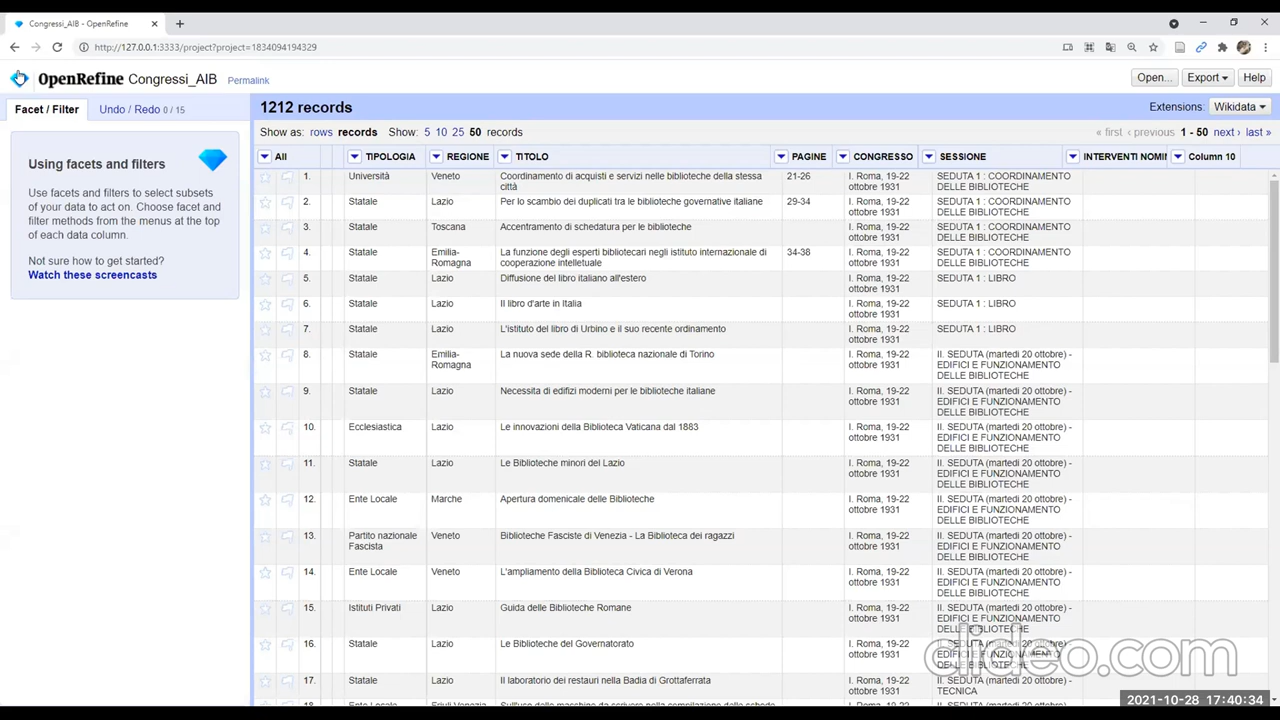 Congressi_AIB - OpenRefine
http://127.0.0.1:3333/project?project=1834094194329
OpenRefine Congressi_AIB Permalink
Open... Export Help
Facet / Filter Undo / Redo 0 / 15
1212 records
Extensions: Wikidata
Show as: rows records Show: 5 10 25 50 records
« first ‹ previous 1 - 50 next › last »
Using facets and filters
Use facets and filters to select subsets
of your data to act on. Choose facet and
filter methods from the menus at the top
of each data column.
Not sure how to get started?
Watch these screencasts
All TIPOLOGIA REGIONE TITOLO PAGINE CONGRESSO SESSIONE INTERVENTI NOMIN Column 10
1. Università Veneto Coordinamento di acquisti e servizi nelle biblioteche della stessa 21-26 I. Roma, 19-22 SEDUTA 1 : COORDINAMENTO
città ottobre 1931 DELLE BIBLIOTECHE
2. Statale Lazio Per lo scambio dei duplicati tra le biblioteche governative italiane 29-34 I. Roma, 19-22 SEDUTA 1 : COORDINAMENTO
ottobre 1931 DELLE BIBLIOTECHE
3. Statale Toscana Accentramento di schedatura per le biblioteche I. Roma, 19-22 SEDUTA 1 : COORDINAMENTO
ottobre 1931 DELLE BIBLIOTECHE
4. Statale Emilia- La funzione degli esperti bibliotecari negli istituto internazionale di 34-38 I. Roma, 19-22 SEDUTA 1 : COORDINAMENTO
Romagna cooperazione intelletuale ottobre 1931 DELLE BIBLIOTECHE
5. Statale Lazio Diffusione del libro italiano all'estero I. Roma, 19-22 SEDUTA 1 : LIBRO
ottobre 1931
6. Statale Lazio Il libro d'arte in Italia I. Roma, 19-22 SEDUTA 1 : LIBRO
ottobre 1931
7. Statale Lazio L'istituto del libro di Urbino e il suo recente ordinamento I. Roma, 19-22 SEDUTA 1 : LIBRO
ottobre 1931
8. Statale Emilia- La nuova sede della R. biblioteca nazionale di Torino I. Roma, 19-22 II. SEDUTA (martedì 20 ottobre) -
Romagna ottobre 1931 EDIFICI E FUNZIONAMENTO
DELLE BIBLIOTECHE
9. Statale Lazio Necessita di edifizi moderni per le biblioteche italiane I. Roma, 19-22 II. SEDUTA (martedì 20 ottobre) -
ottobre 1931 EDIFICI E FUNZIONAMENTO
DELLE BIBLIOTECHE
10. Ecclesiastica Lazio Le innovazioni della Biblioteca Vaticana dal 1883 I. Roma, 19-22 II. SEDUTA (martedì 20 ottobre) -
ottobre 1931 EDIFICI E FUNZIONAMENTO
DELLE BIBLIOTECHE
11. Statale Lazio Le Biblioteche minori del Lazio I. Roma, 19-22 II. SEDUTA (martedì 20 ottobre) -
ottobre 1931 EDIFICI E FUNZIONAMENTO
DELLE BIBLIOTECHE
12. Ente Locale Marche Apertura domenicale delle Biblioteche I. Roma, 19-22 II. SEDUTA (martedì 20 ottobre) -
ottobre 1931 EDIFICI E FUNZIONAMENTO
DELLE BIBLIOTECHE
13. Partito nazionale Veneto Biblioteche Fasciste di Venezia - La Biblioteca dei ragazzi I. Roma, 19-22 II. SEDUTA (martedì 20 ottobre) -
Fascista ottobre 1931 EDIFICI E FUNZIONAMENTO
DELLE BIBLIOTECHE
14. Ente Locale Veneto L'ampliamento della Biblioteca Civica di Verona I. Roma, 19-22 II. SEDUTA (martedì 20 ottobre) -
ottobre 1931 EDIFICI E FUNZIONAMENTO
DELLE BIBLIOTECHE
15. Istituti Privati Lazio Guida delle Biblioteche Romane I. Roma, 19-22 II. SEDUTA (martedì 20 ottobre) -
ottobre 1931 EDIFICI E FUNZIONAMENTO
DELLE BIBLIOTECHE
16. Statale Lazio Le Biblioteche del Governatorato I. Roma, 19-22 II. SEDUTA (martedì 20 ottobre) -
ottobre 1931 EDIFICI E FUNZIONAMENTO
DELLE BIBLIOTECHE
17. Statale Lazio Il laboratorio dei restauri nella Badia di Grottaferrata I. Roma, 19-22 II. SEDUTA (martedì 20 ottobre) -
ottobre 1931 TECNICA
clideo.com
2021-10-28 17:40:34